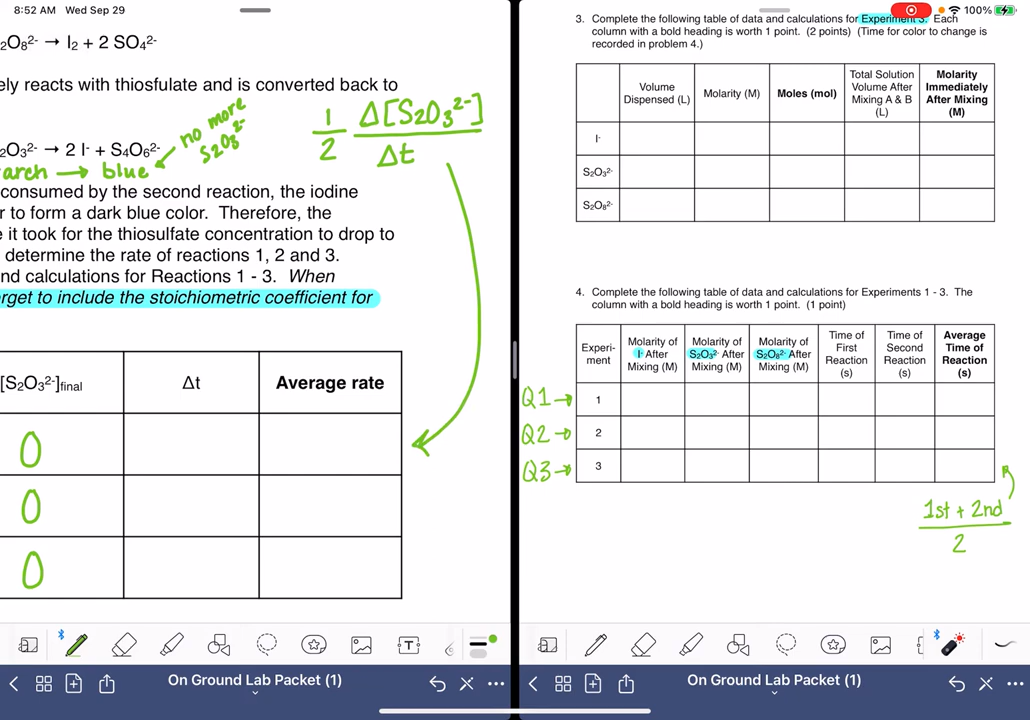 8:52 AM Wed Sep 29
100%
₂O₈²⁻ → I₂ + 2 SO₄²⁻
ely reacts with thiosulfate and is converted back to
no more
S2O3²⁻
1/2 Δ[S2O3²⁻]/Δt
₂O₃²⁻ → 2 I⁻ + S₄O₆²⁻
arch → blue
consumed by the second reaction, the iodine
r to form a dark blue color. Therefore, the
e it took for the thiosulfate concentration to drop to
determine the rate of reactions 1, 2 and 3.
nd calculations for Reactions 1 - 3. When
rget to include the stoichiometric coefficient for
[S₂O₃²⁻]final Δt Average rate
0
0
0
On Ground Lab Packet (1)
3. Complete the following table of data and calculations for Experiment 3. Each
column with a bold heading is worth 1 point. (2 points) (Time for color to change is
recorded in problem 4.)
Volume
Dispensed (L)
Molarity (M)
Moles (mol)
Total Solution
Volume After
Mixing A & B
(L)
Molarity
Immediately
After Mixing
(M)
I⁻
S₂O₃²⁻
S₂O₈²⁻
4. Complete the following table of data and calculations for Experiments 1 - 3. The
column with a bold heading is worth 1 point. (1 point)
Experi-
ment
Molarity of
I⁻ After
Mixing (M)
Molarity of
S₂O₃²⁻ After
Mixing (M)
Molarity of
S₂O₈²⁻ After
Mixing (M)
Time of
First
Reaction
(s)
Time of
Second
Reaction
(s)
Average
Time of
Reaction
(s)
Q1 → 1
Q2 → 2
Q3 → 3
1st + 2nd
2
T
On Ground Lab Packet (1)